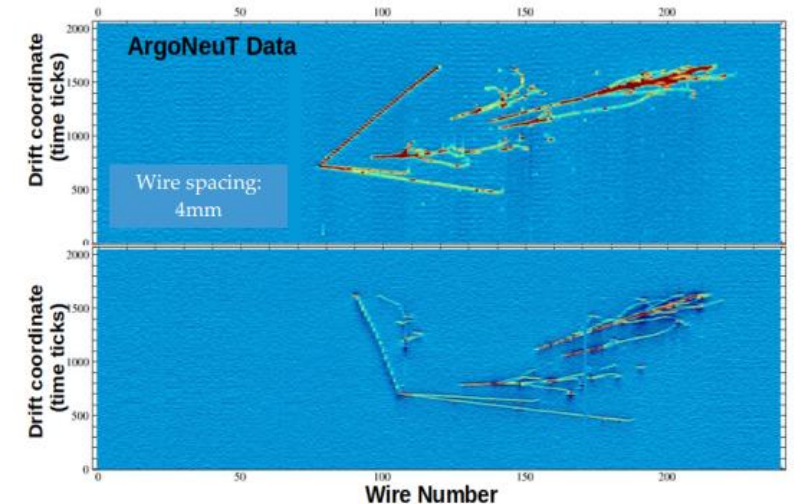 0 50 100 150 200
ArgoNeuT Data
Drift coordinate
(time ticks)
2000
1500
1000
500
0
Wire spacing:
4mm
Drift coordinate
(time ticks)
2000
1500
1000
500
0
0 50 100 150 200
Wire Number